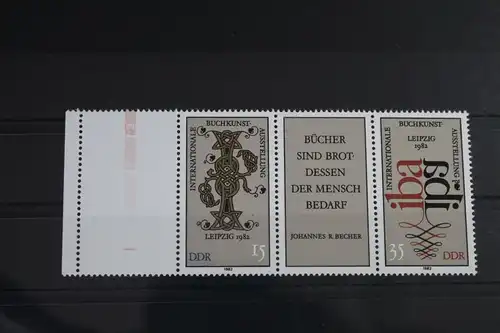 INTERNATIONALE
BUCHKUNST-
AUSSTELLUNG
LEIPZIG 1982
DDR
15
1982
BÜCHER
SIND BROT·
DESSEN
DER MENSCH
BEDARF
JOHANNES·R·BECHER
INTERNATIONALE
BUCHKUNST-
AUSSTELLUNG
LEIPZIG
1982
iba
35
DDR
1982